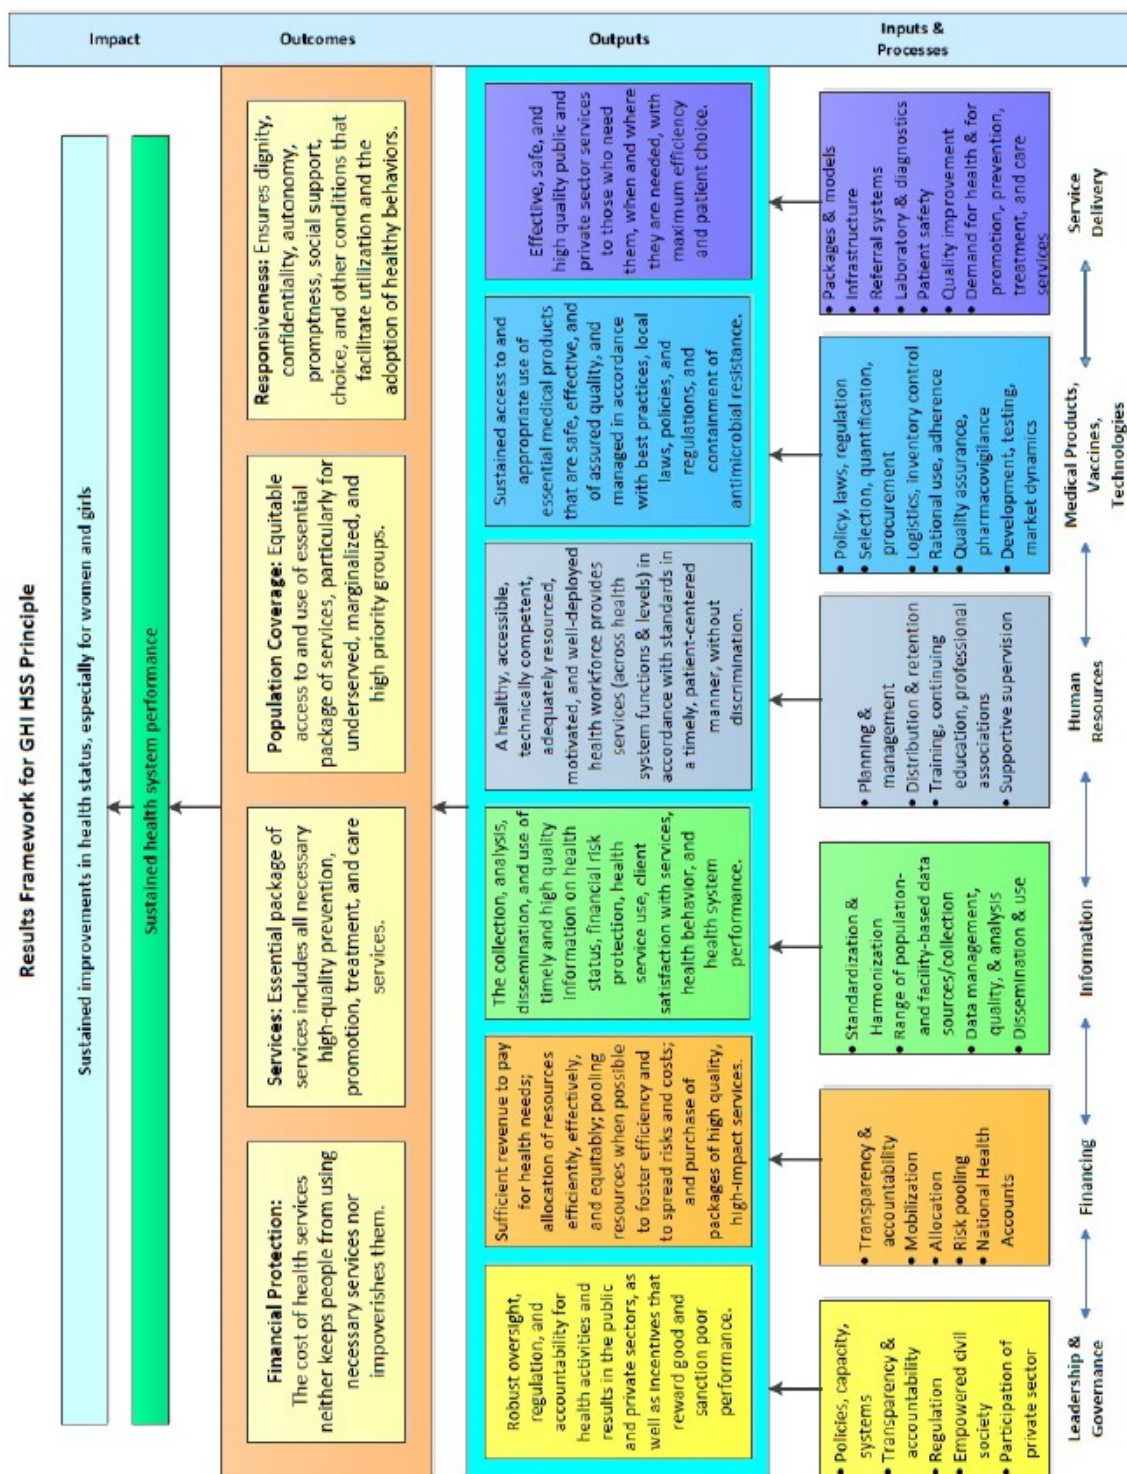 Results Framework for GHI HSS Principle
Impact
Sustained improvements in health status, especially for women and girls
Sustained health system performance
Outcomes
Financial Protection:
The cost of health services
neither keeps people from using
necessary services nor
impoverishes them.
Services: Essential package of
services includes all necessary
high-quality prevention,
promotion, treatment, and care
services.
Population Coverage: Equitable
access to and use of essential
package of services, particularly for
underserved, marginalized, and
high priority groups.
Responsiveness: Ensures dignity,
confidentiality, autonomy,
promptness, social support,
choice, and other conditions that
facilitate utilization and the
adoption of healthy behaviors.
Outputs
Robust oversight,
regulation, and
accountability for
health activities and
results in the public
and private sectors, as
well as incentives that
reward good and
sanction poor
performance.
Sufficient revenue to pay
for health needs;
allocation of resources
efficiently, effectively,
and equitably; pooling
resources when possible
to foster efficiency and
to spread risks and costs;
and purchase of
packages of high quality,
high-impact services.
The collection, analysis,
dissemination, and use of
timely and high quality
information on health
status, financial risk
protection, health
service use, client
satisfaction with services,
health behavior, and
health system
performance.
A healthy, accessible,
technically competent,
adequately resourced,
motivated, and well-deployed
health workforce provides
services (across health
system functions & levels) in
accordance with standards in
a timely, patient-centered
manner, without
discrimination.
Sustained access to and
appropriate use of
essential medical products
that are safe, effective, and
of assured quality, and
managed in accordance
with best practices, local
laws, policies, and
regulations, and
containment of
antimicrobial resistance.
Effective, safe, and
high quality public and
private sector services
to those who need
them, when and where
they are needed, with
maximum efficiency
and patient choice.
Inputs &
Processes
• Policies, capacity,
systems
• Transparency &
accountability
• Regulation
• Empowered civil
society
• Participation of
private sector
• Transparency &
accountability
• Mobilization
• Allocation
• Risk pooling
• National Health
Accounts
• Standardization &
Harmonization
• Range of population-
and facility-based data
sources/collection
• Data management,
quality, & analysis
• Dissemination & use
• Planning &
management
• Distribution & retention
• Training, continuing
education, professional
associations
• Supportive supervision
• Policy, laws, regulation
• Selection, quantification,
procurement
• Logistics, inventory control
• Rational use, adherence
• Quality assurance,
pharmacovigilance
• Development, testing,
market dynamics
• Packages & models
• Infrastructure
• Referral systems
• Laboratory & diagnostics
• Patient safety
• Quality improvement
• Demand for health & for
promotion, prevention,
treatment, and care
services
Leadership &
Governance
Financing
Information
Human
Resources
Medical Products,
Vaccines,
Technologies
Service
Delivery